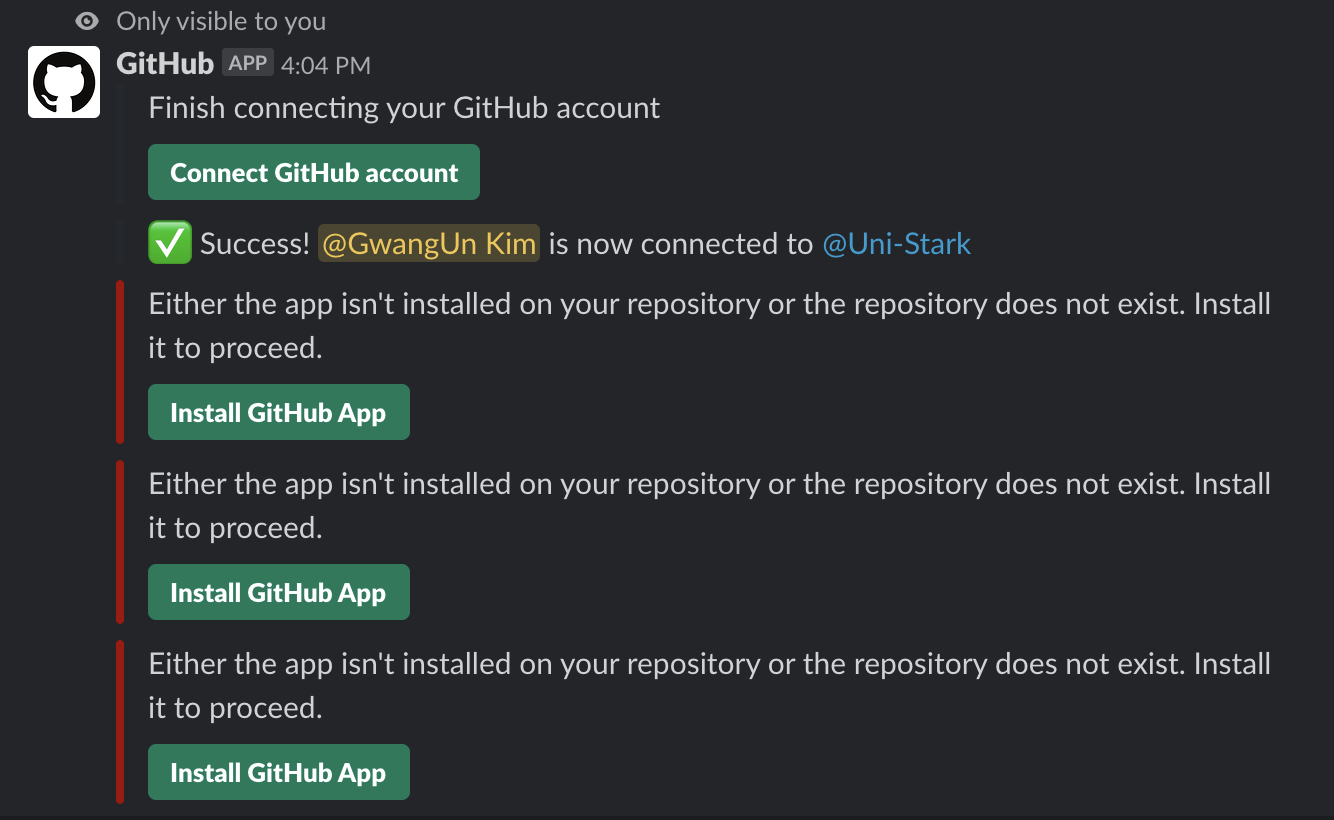 Only visible to you
GitHub APP 4:04 PM
Finish connecting your GitHub account
Connect GitHub account
Success! @GwangUn Kim is now connected to @Uni-Stark
Either the app isn't installed on your repository or the repository does not exist. Install
it to proceed.
Install GitHub App
Either the app isn't installed on your repository or the repository does not exist. Install
it to proceed.
Install GitHub App
Either the app isn't installed on your repository or the repository does not exist. Install
it to proceed.
Install GitHub App